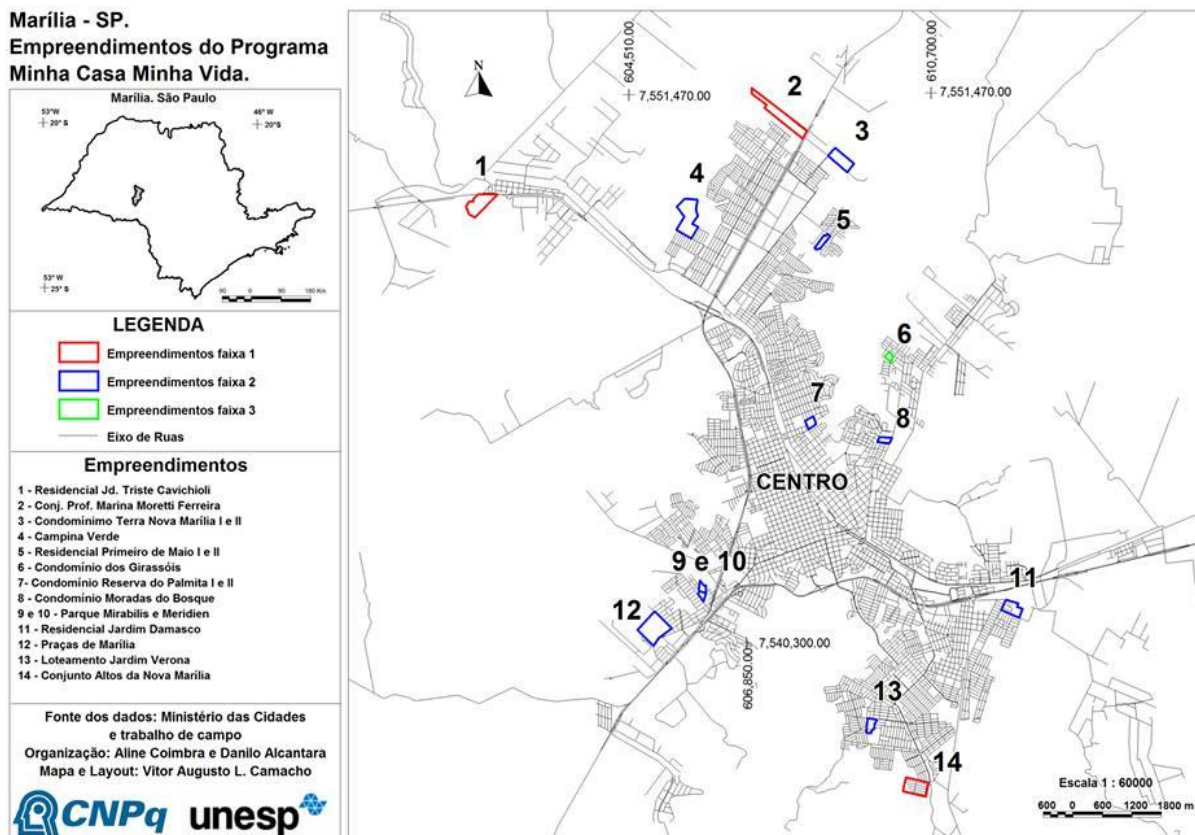 Marília - SP.
Empreendimentos do Programa
Minha Casa Minha Vida.
Marília. São Paulo
53°W
20° S
46° W
20°S
53° W
25° S
90 0 90 180 Km
LEGENDA
Empreendimentos faixa 1
Empreendimentos faixa 2
Empreendimentos faixa 3
Eixo de Ruas
Empreendimentos
1 - Residencial Jd. Triste Cavichioli
2 - Conj. Prof. Marina Moretti Ferreira
3 - Condomínimo Terra Nova Marília I e II
4 - Campina Verde
5 - Residencial Primeiro de Maio I e II
6 - Condomínio dos Girassóis
7- Condomínio Reserva do Palmita I e II
8 - Condomínio Moradas do Bosque
9 e 10 - Parque Mirabilis e Meridien
11 - Residencial Jardim Damasco
12 - Praças de Marília
13 - Loteamento Jardim Verona
14 - Conjunto Altos da Nova Marília
Fonte dos dados: Ministério das Cidades
e trabalho de campo
Organização: Aline Coimbra e Danilo Alcantara
Mapa e Layout: Vitor Augusto L. Camacho
CNPq unesp
N
604,510.00
7,551,470.00
610,700.00
7,551,470.00
1
2
3
4
5
6
7
8
CENTRO
9 e 10
11
12
606,850.00
7,540,300.00
13
14
Escala 1 : 60000
600 0 600 1200 1800 m